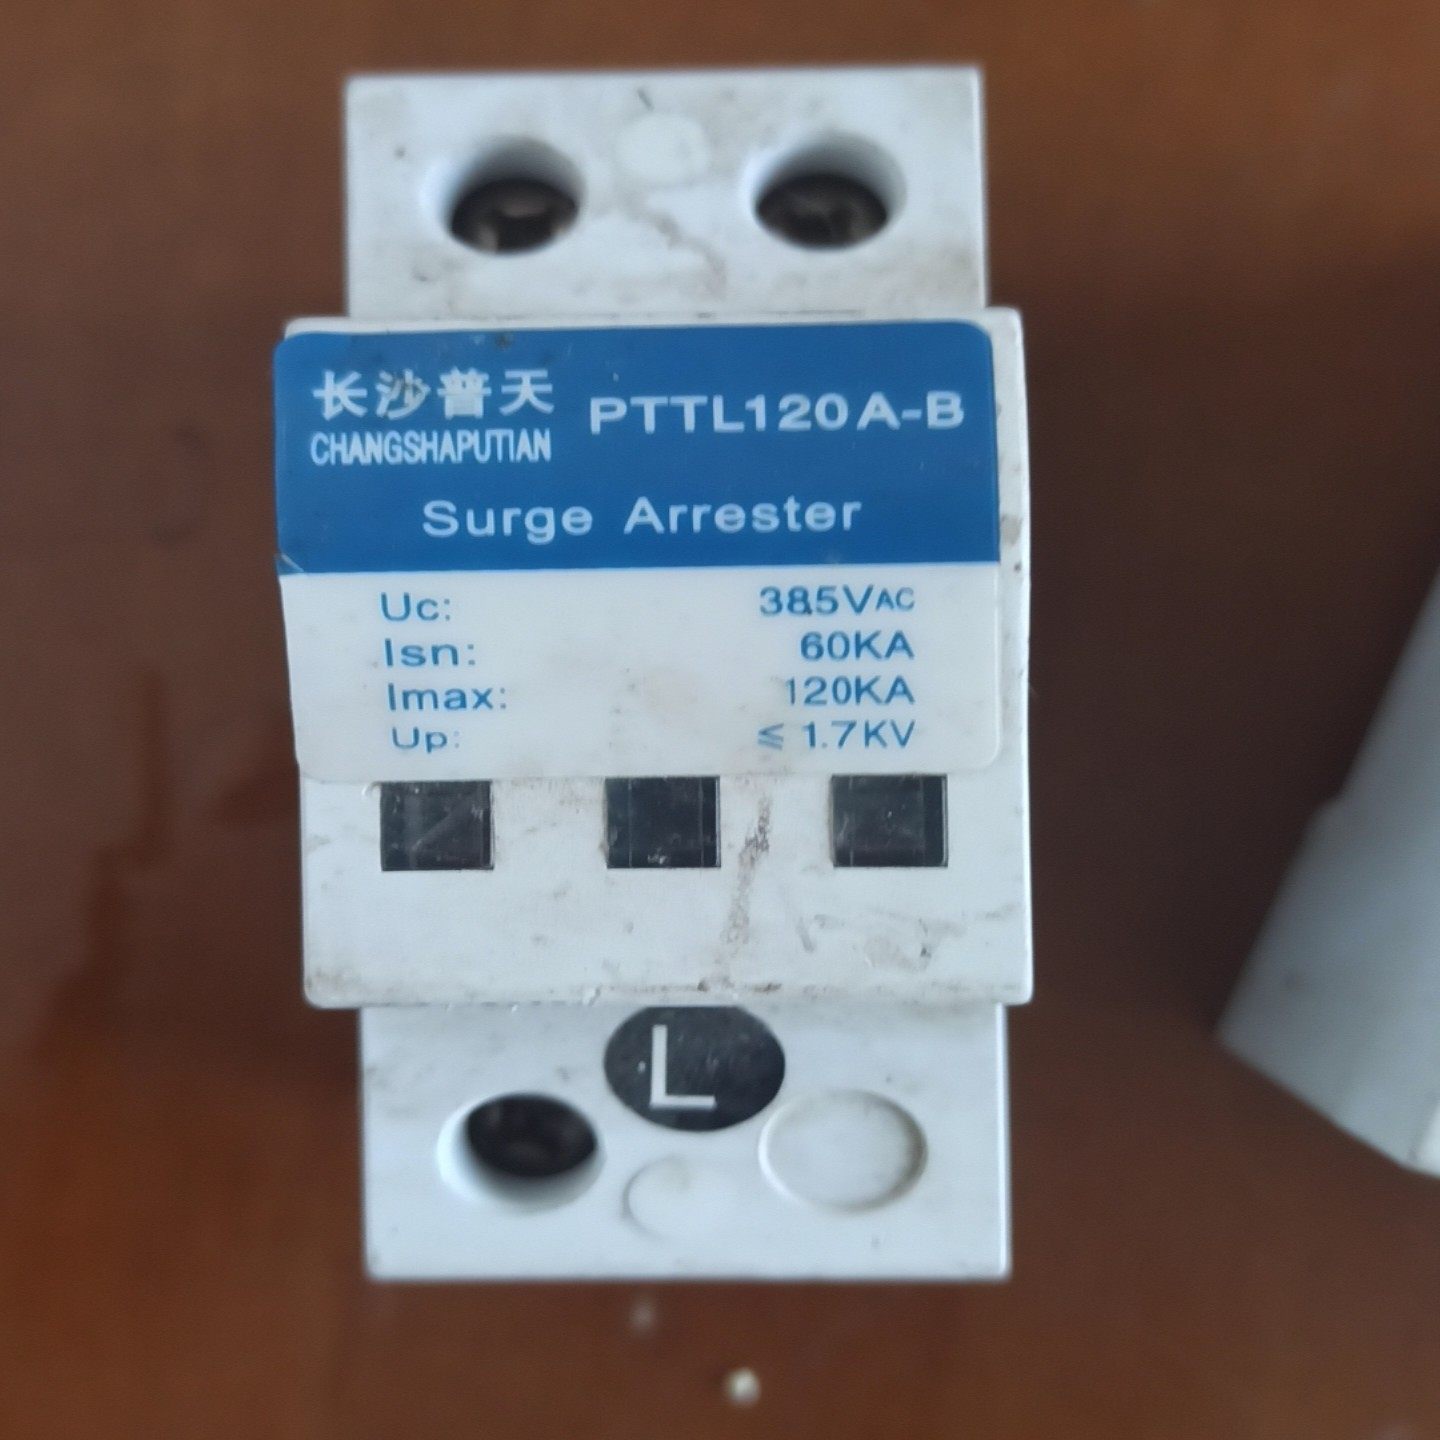 长沙普天 PTTL120A-B
CHANGSHAPUTIAN
Surge Arrester
Uc: 385VAC
Isn: 60KA
Imax: 120KA
Up: ≤ 1.7KV
L